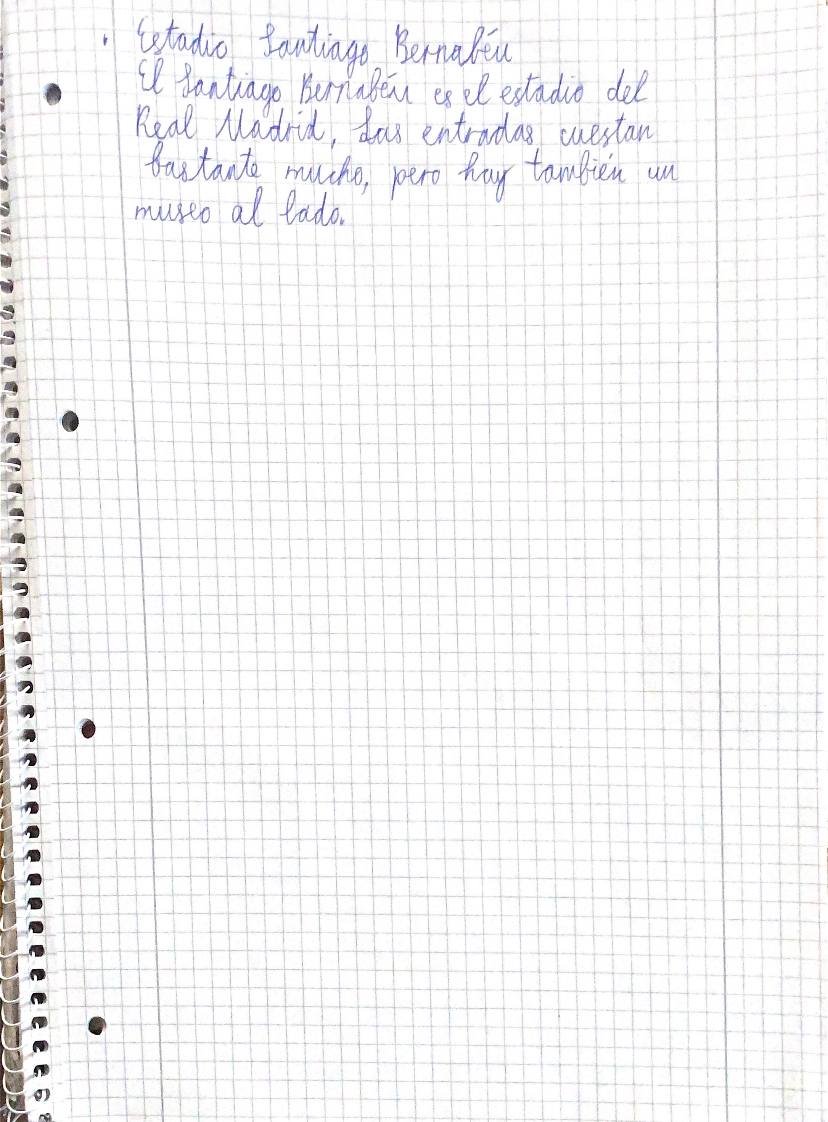 • Estadio Santiago Bernabéu
El Santiago Bernabéu es el estadio del
Real Madrid, Las entradas cuestan
bastante mucho, pero hay también un
museo al lado.